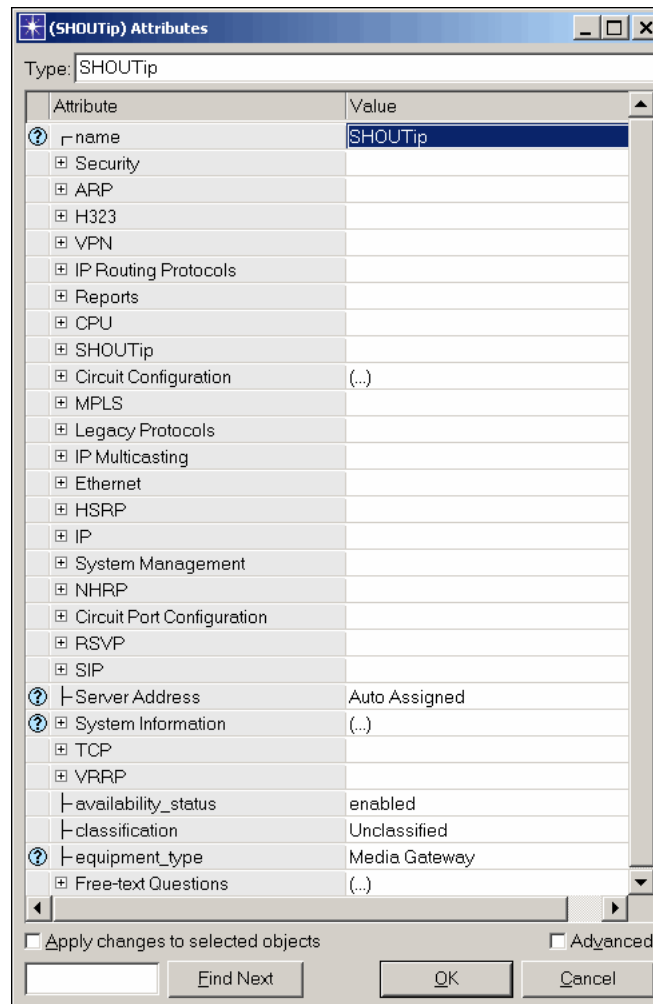 (SHOUTip) Attributes
Type: SHOUTip
Attribute Value
name SHOUTip
Security
ARP
H323
VPN
IP Routing Protocols
Reports
CPU
SHOUTip
Circuit Configuration (...)
MPLS
Legacy Protocols
IP Multicasting
Ethernet
HSRP
IP
System Management
NHRP
Circuit Port Configuration
RSVP
SIP
Server Address Auto Assigned
System Information (...)
TCP
VRRP
availability_status enabled
classification Unclassified
equipment_type Media Gateway
Free-text Questions (...)
Apply changes to selected objects Advanced
Find Next OK Cancel